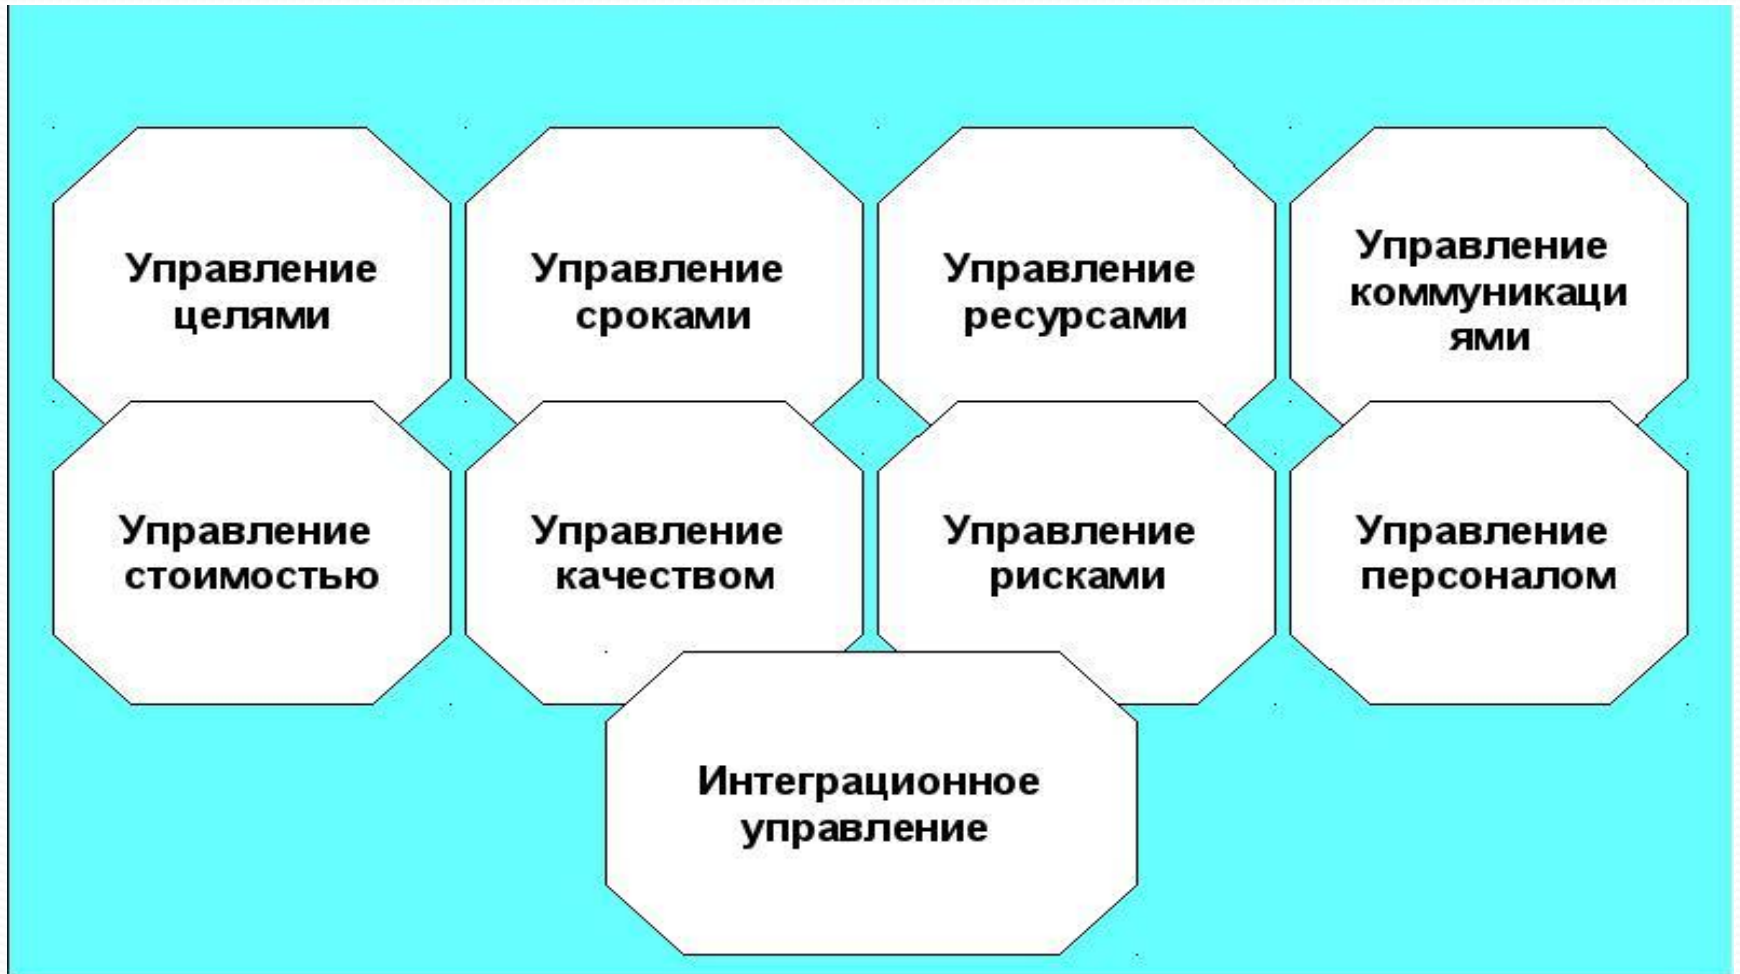 Управление
целями
Управление
сроками
Управление
ресурсами
Управление
коммуникаци
ями
Управление
стоимостью
Управление
качеством
Управление
рисками
Управление
персоналом
Интеграционное
управление